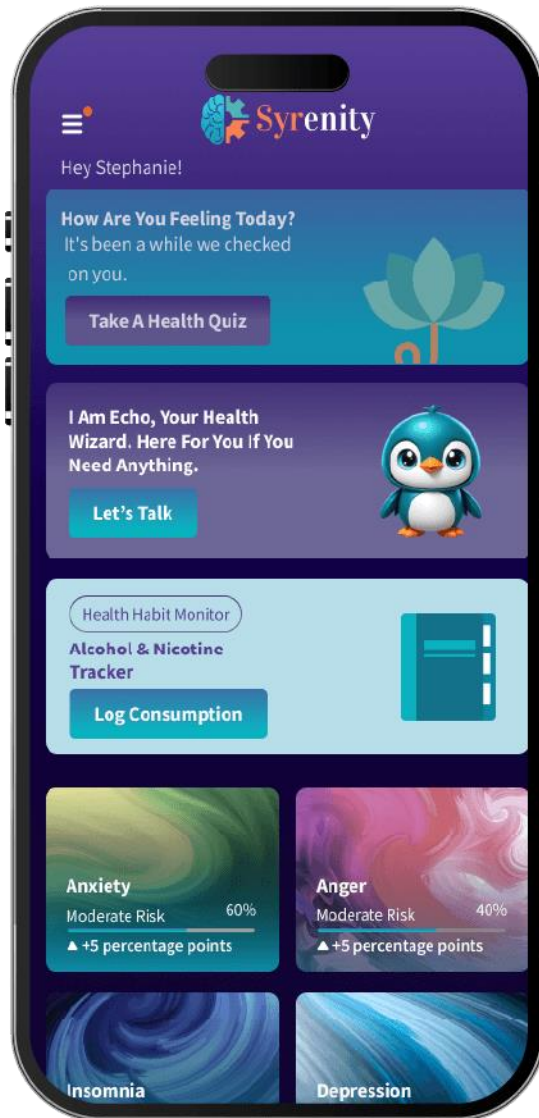 Syrenity
Hey Stephanie!
How Are You Feeling Today?
It's been a while we checked
on you.
Take A Health Quiz
I Am Echo, Your Health
Wizard. Here For You If You
Need Anything.
Let's Talk
Health Habit Monitor
Alcohol & Nicotine
Tracker
Log Consumption
Anxiety
Moderate Risk 60%
▲ +5 percentage points
Anger
Moderate Risk 40%
▲ +5 percentage points
Insomnia
Depression